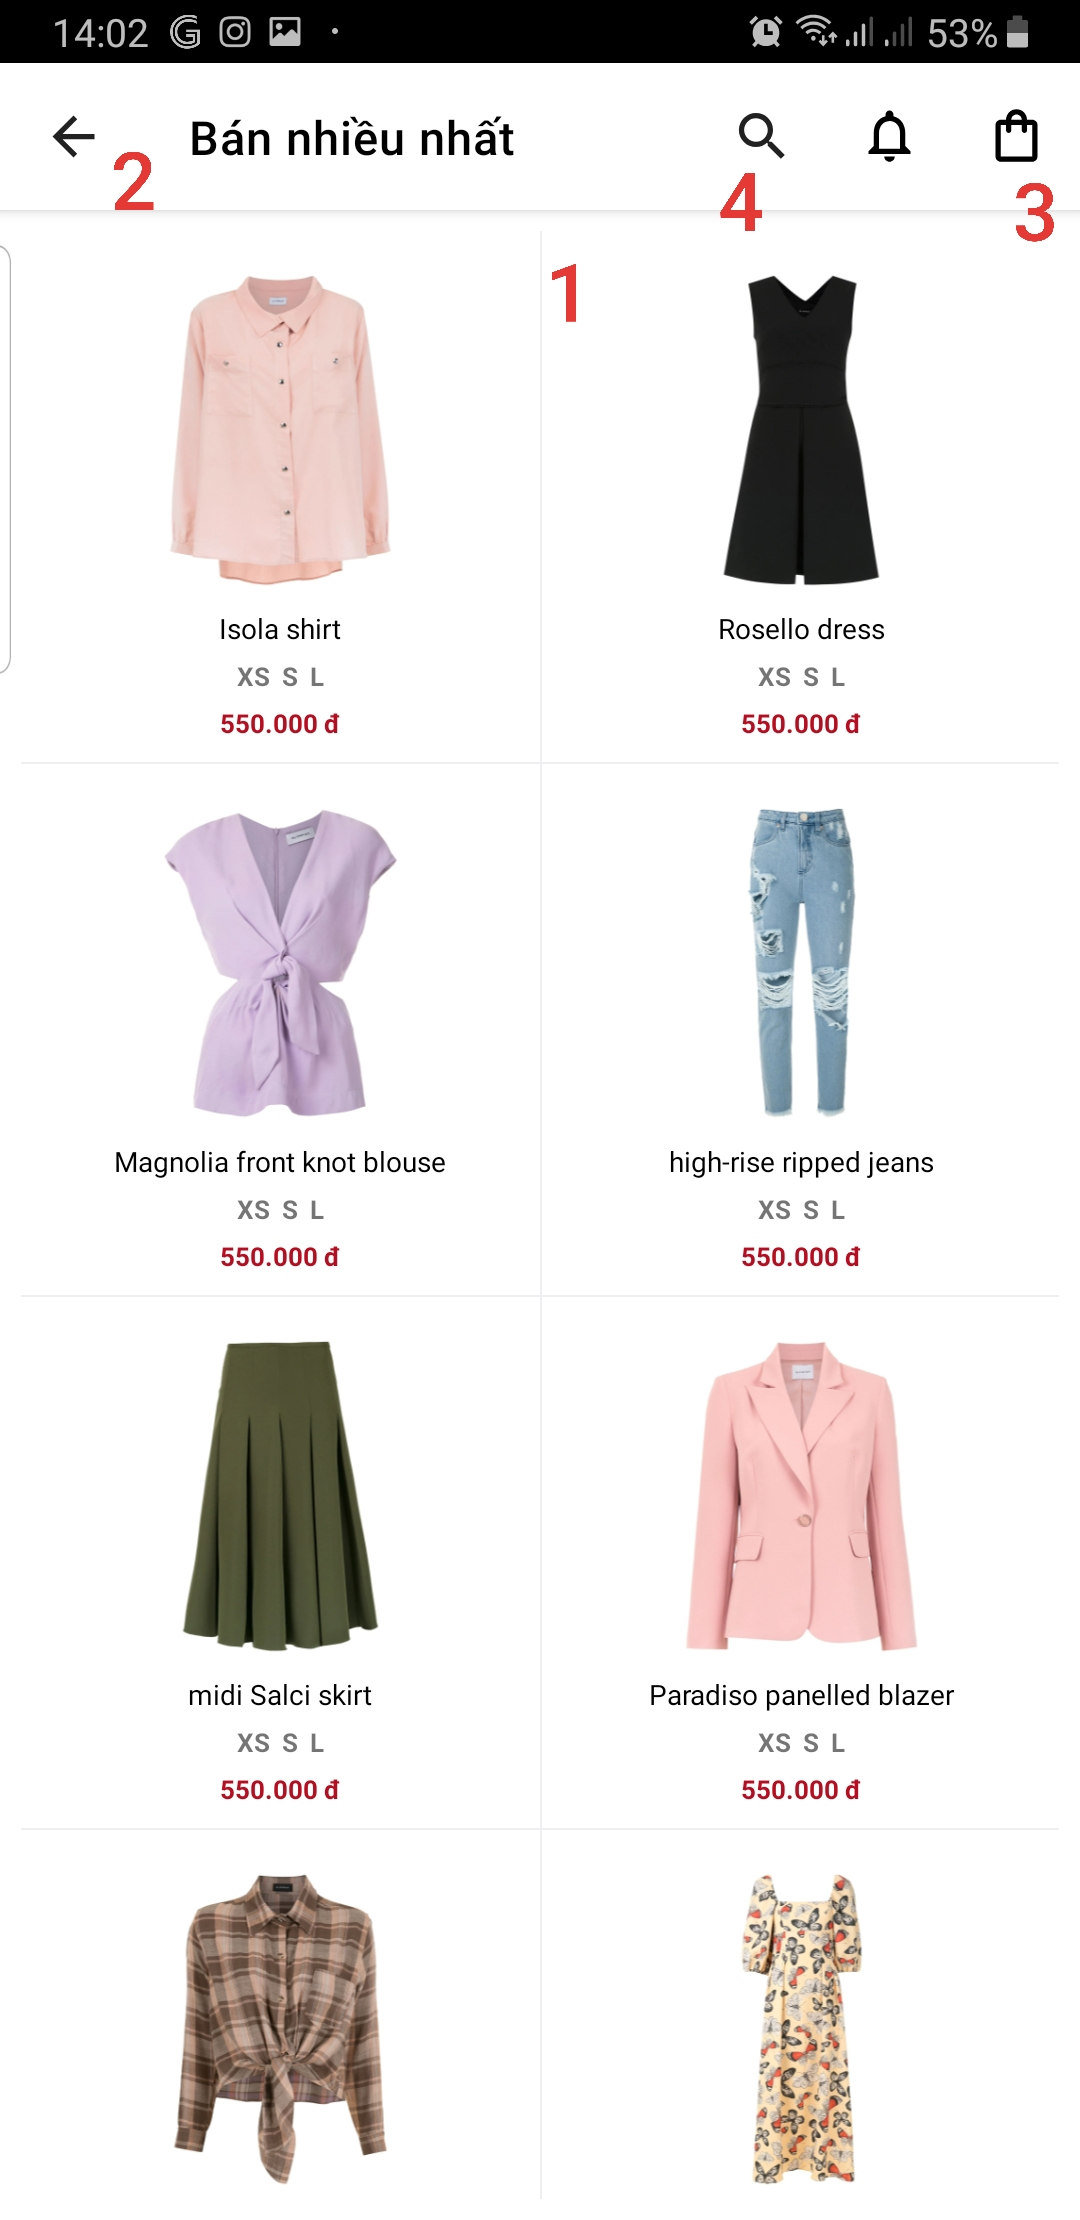 14:02 53%
Bán nhiều nhất
2
4
3
1
Isola shirt
XS S L
550.000 đ
Rosello dress
XS S L
550.000 đ
Magnolia front knot blouse
XS S L
550.000 đ
high-rise ripped jeans
XS S L
550.000 đ
midi Salci skirt
XS S L
550.000 đ
Paradiso panelled blazer
XS S L
550.000 đ